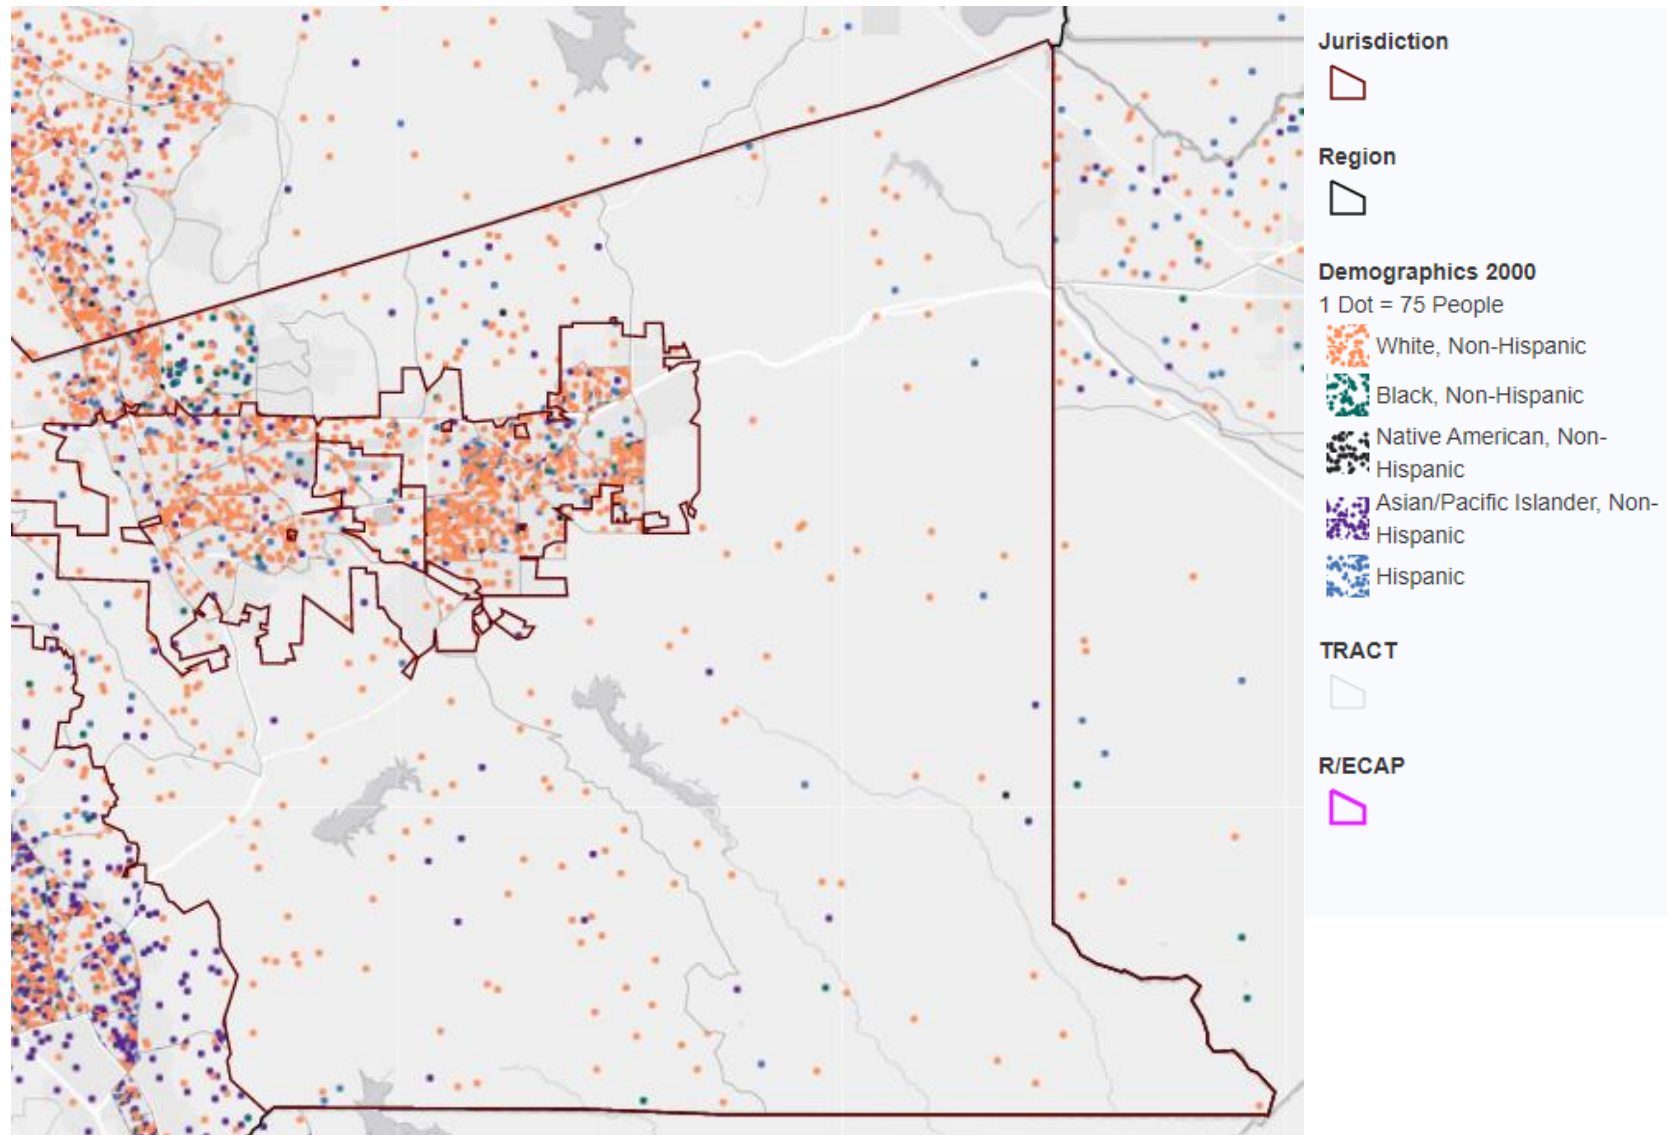 Jurisdiction
Region
Demographics 2000
1 Dot = 75 People
White, Non-Hispanic
Black, Non-Hispanic
Native American, Non-
Hispanic
Asian/Pacific Islander, Non-
Hispanic
Hispanic
TRACT
R/ECAP